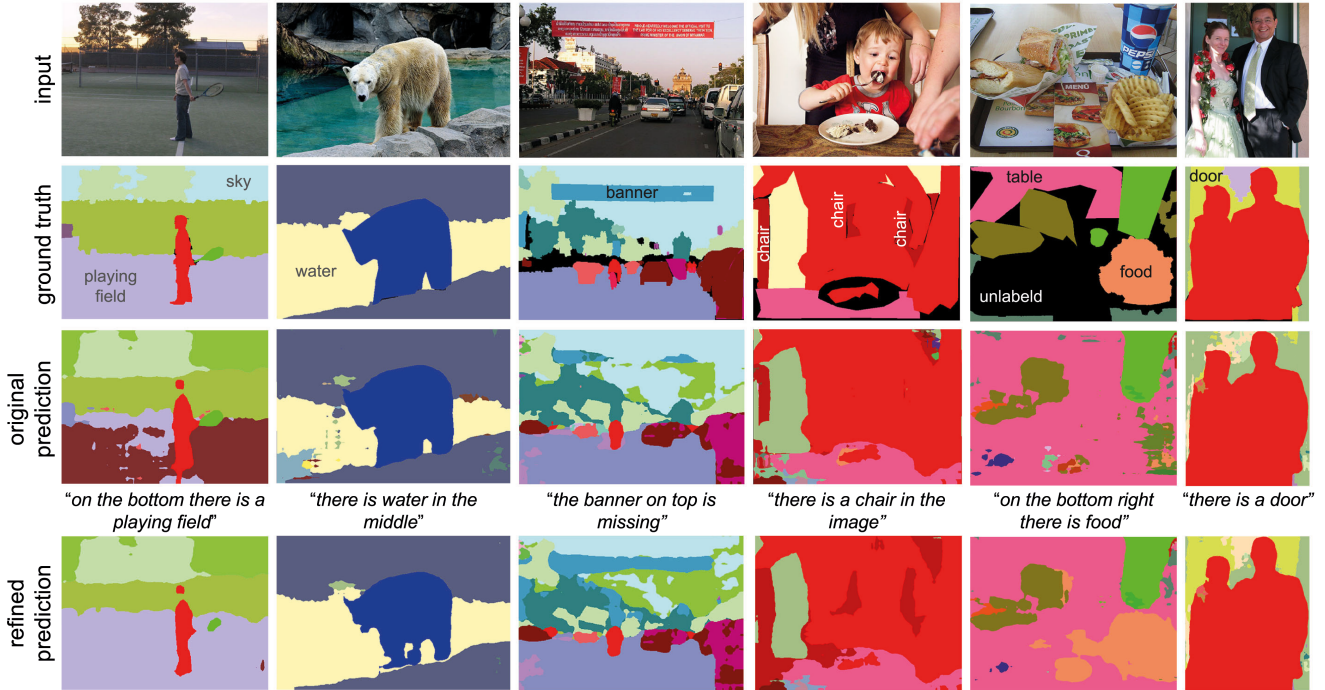 input
PEPSI
MENÜ
ground truth
sky
playing
field
water
banner
chair
chair
chair
table
unlabeld
food
door
original
prediction
“on the bottom there is a
playing field”
“there is water in the
middle”
“the banner on top is
missing”
“there is a chair in the
image”
“on the bottom right
there is food”
“there is a door”
refined
prediction